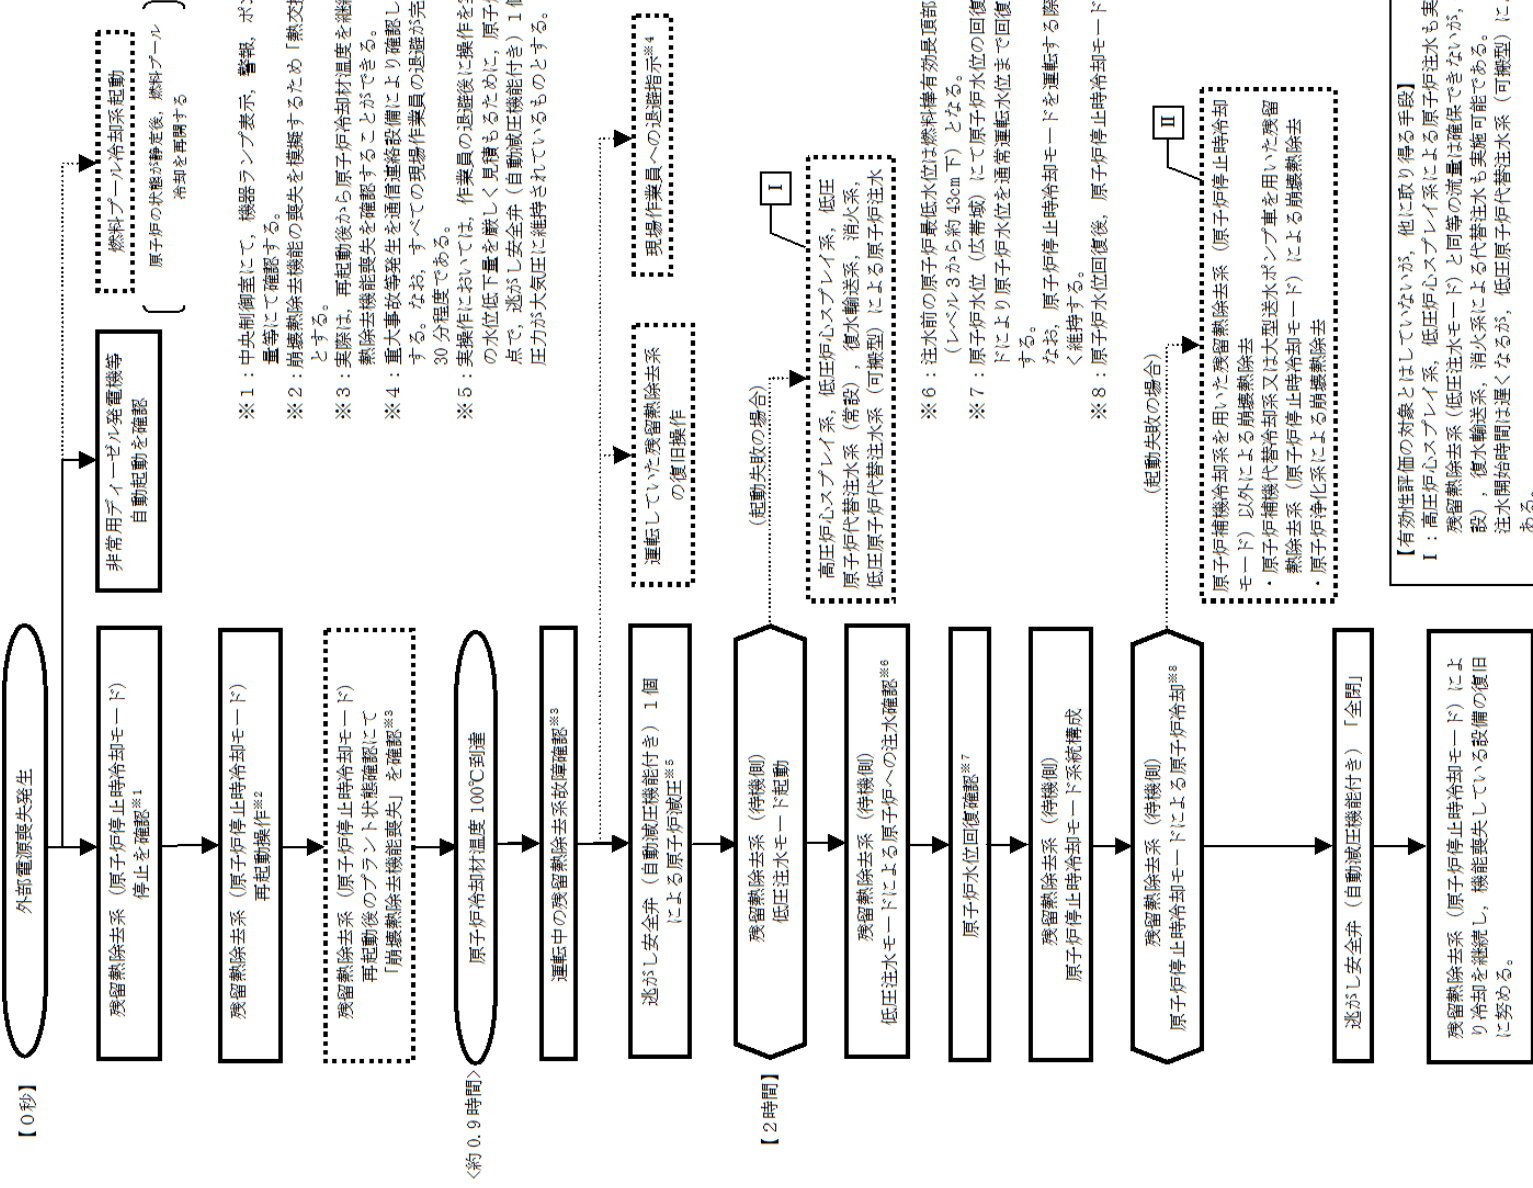 【0秒】
外部電源喪失発生
残留熱除去系（原子炉停止時冷却モード）
停止を確認※1
非常用ディーゼル発電機等
自動起動を確認
燃料プール冷却系起動
原子炉の状態が静定後，燃料プール
冷却を再開する
残留熱除去系（原子炉停止時冷却モード）
再起動操作※2
残留熱除去系（原子炉停止時冷却モード）
再起動後のプラント状態確認にて
「崩壊熱除去機能喪失」を確認※3
<約0.9時間>
原子炉冷却材温度100℃到達
運転中の残留熱除去系故障確認※3
逃がし安全弁（自動減圧機能付き）1個
による原子炉減圧※5
運転していた残留熱除去系
の復旧操作
現場作業員への退避指示※4
【2時間】
残留熱除去系（待機側）
低圧注水モード起動
（起動失敗の場合）
Ⅰ
高圧炉心スプレイ系，低圧炉心スプレイ系，低圧
原子炉代替注水系（常設），復水輸送系，消火系，
低圧原子炉代替注水系（可搬型）による原子炉注水
残留熱除去系（待機側）
低圧注水モードによる原子炉への注水確認※6
原子炉水位回復確認※7
残留熱除去系（待機側）
原子炉停止時冷却モード系統構成
残留熱除去系（待機側）
原子炉停止時冷却モードによる原子炉冷却※8
（起動失敗の場合）
Ⅱ
原子炉補機冷却系を用いた残留熱除去系（原子炉停止時冷却
モード）以外による崩壊熱除去
・原子炉補機代替冷却系又は大型送水ポンプ車を用いた残留
熱除去系（原子炉停止時冷却モード）による崩壊熱除去
・原子炉浄化系による崩壊熱除去
逃がし安全弁（自動減圧機能付き）「全閉」
残留熱除去系（原子炉停止時冷却モード）によ
り冷却を継続し，機能喪失している設備の復旧
に努める。
※1：中央制御室にて，機器ランプ表示，警報，ポン
量等にて確認する。
※2：崩壊熱除去機能の喪失を模擬するため「熱交換
とする。
※3：実際は，再起動後から原子炉冷却材温度を継続
熱除去機能喪失を確認することができる。
※4：重大事故等発生を通信連絡設備により確認し
する。なお，すべての現場作業員の退避が完
30分程度である。
※5：実操作においては，作業員の退避後に操作を実
の水位低下量を厳しく見積もるために，原子炉
点で，逃がし安全弁（自動減圧機能付き）1個
圧力が大気圧に維持されているものとする。
※6：注水前の原子炉最低水位は燃料棒有効長頂部
（レベル3から約43cm下）となる。
※7：原子炉水位（広帯域）にて原子炉水位の回復
ドにより原子炉水位を通常運転水位まで回復
する。
なお，原子炉停止時冷却モードを運転する際
く維持する。
※8：原子炉水位回復後，原子炉停止時冷却モード
【有効性評価の対象とはしていないが，他に取り得る手段】
Ⅰ：高圧炉心スプレイ系，低圧炉心スプレイ系による原子炉注水も実
残留熱除去系（低圧注水モード）と同等の流量は確保できないが，
設），復水輸送系，消火系による代替注水も実施可能である。
注水開始時間は遅くなるが，低圧原子炉代替注水系（可搬型）に
ある。